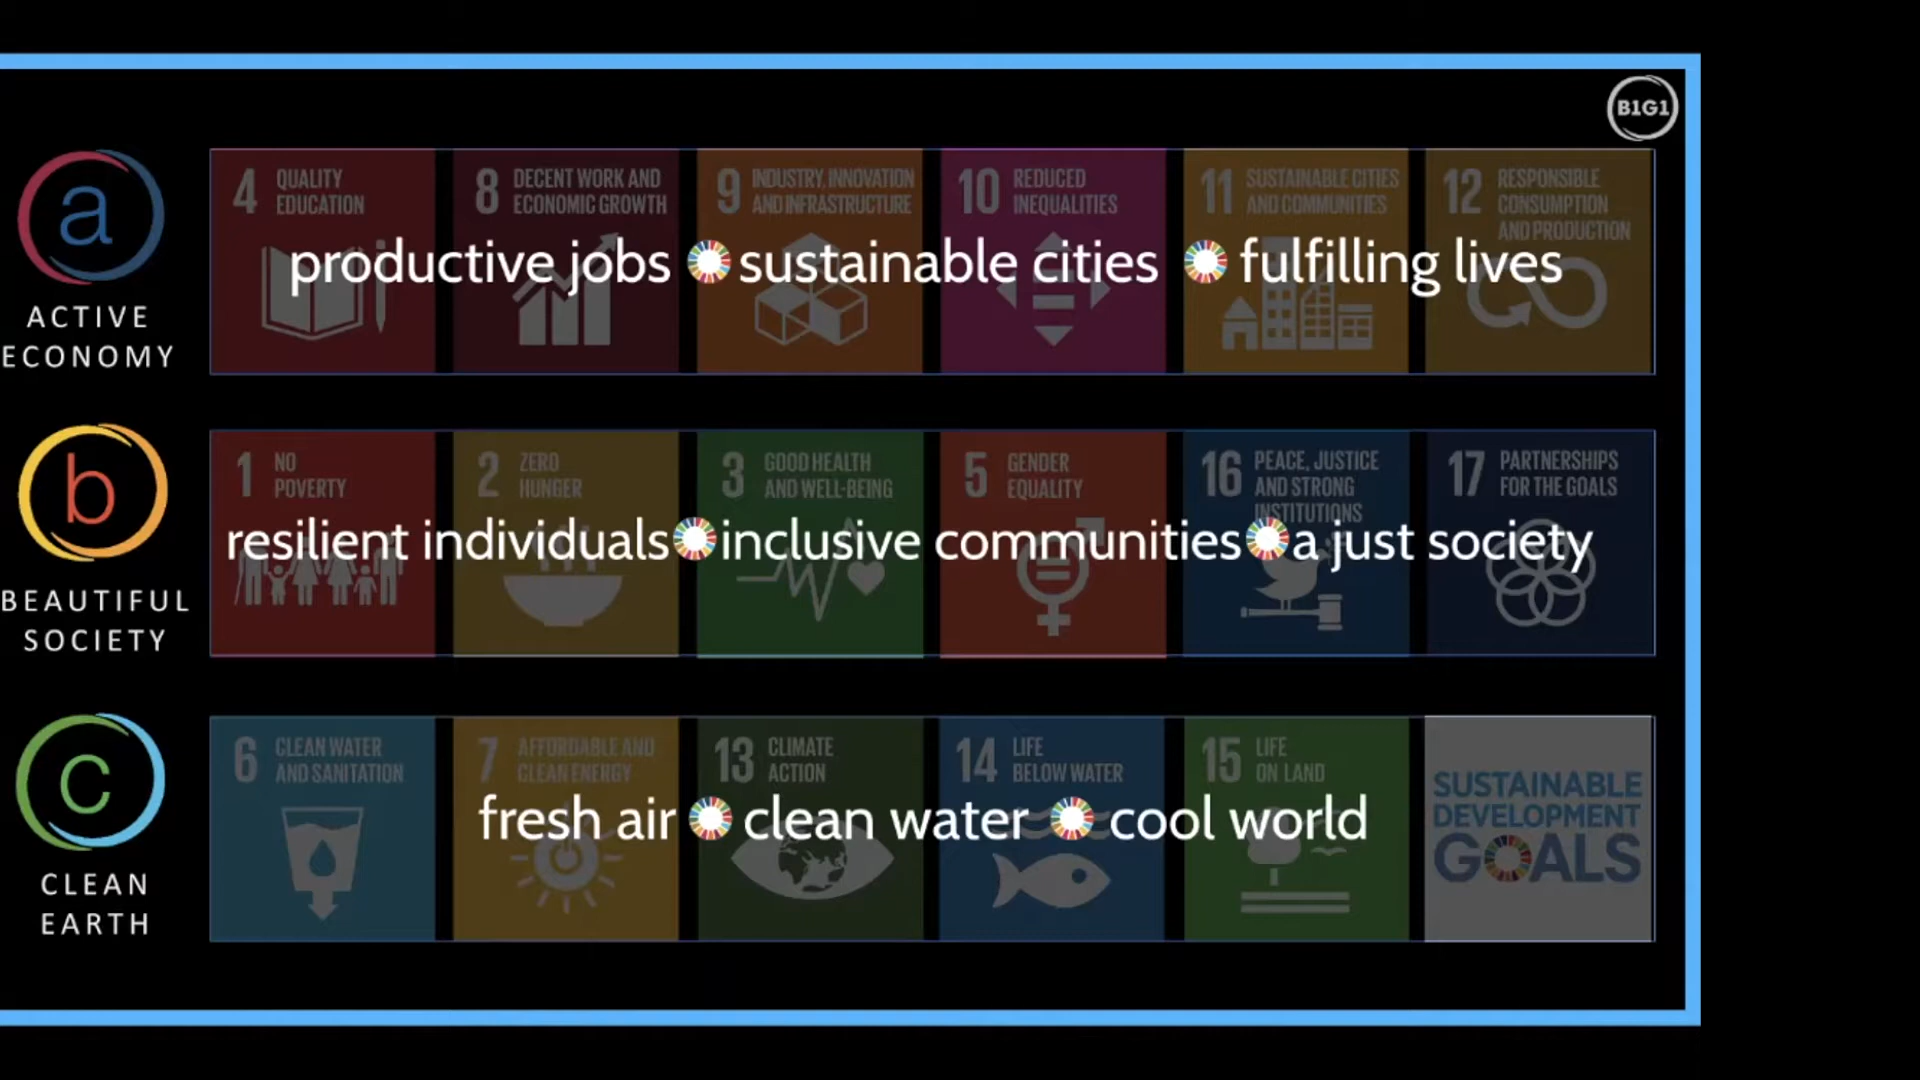 B1G1
a
ACTIVE
ECONOMY
4 QUALITY
EDUCATION
8 DECENT WORK AND
ECONOMIC GROWTH
9 INDUSTRY, INNOVATION
AND INFRASTRUCTURE
10 REDUCED
INEQUALITIES
11 SUSTAINABLE CITIES
AND COMMUNITIES
12 RESPONSIBLE
CONSUMPTION
AND PRODUCTION
productive jobs sustainable cities fulfilling lives
b
BEAUTIFUL
SOCIETY
1 NO
POVERTY
2 ZERO
HUNGER
3 GOOD HEALTH
AND WELL-BEING
5 GENDER
EQUALITY
16 PEACE, JUSTICE
AND STRONG
INSTITUTIONS
17 PARTNERSHIPS
FOR THE GOALS
resilient individuals inclusive communities a just society
c
CLEAN
EARTH
6 CLEAN WATER
AND SANITATION
7 AFFORDABLE AND
CLEAN ENERGY
13 CLIMATE
ACTION
14 LIFE
BELOW WATER
15 LIFE
ON LAND
SUSTAINABLE
DEVELOPMENT
GOALS
fresh air clean water cool world